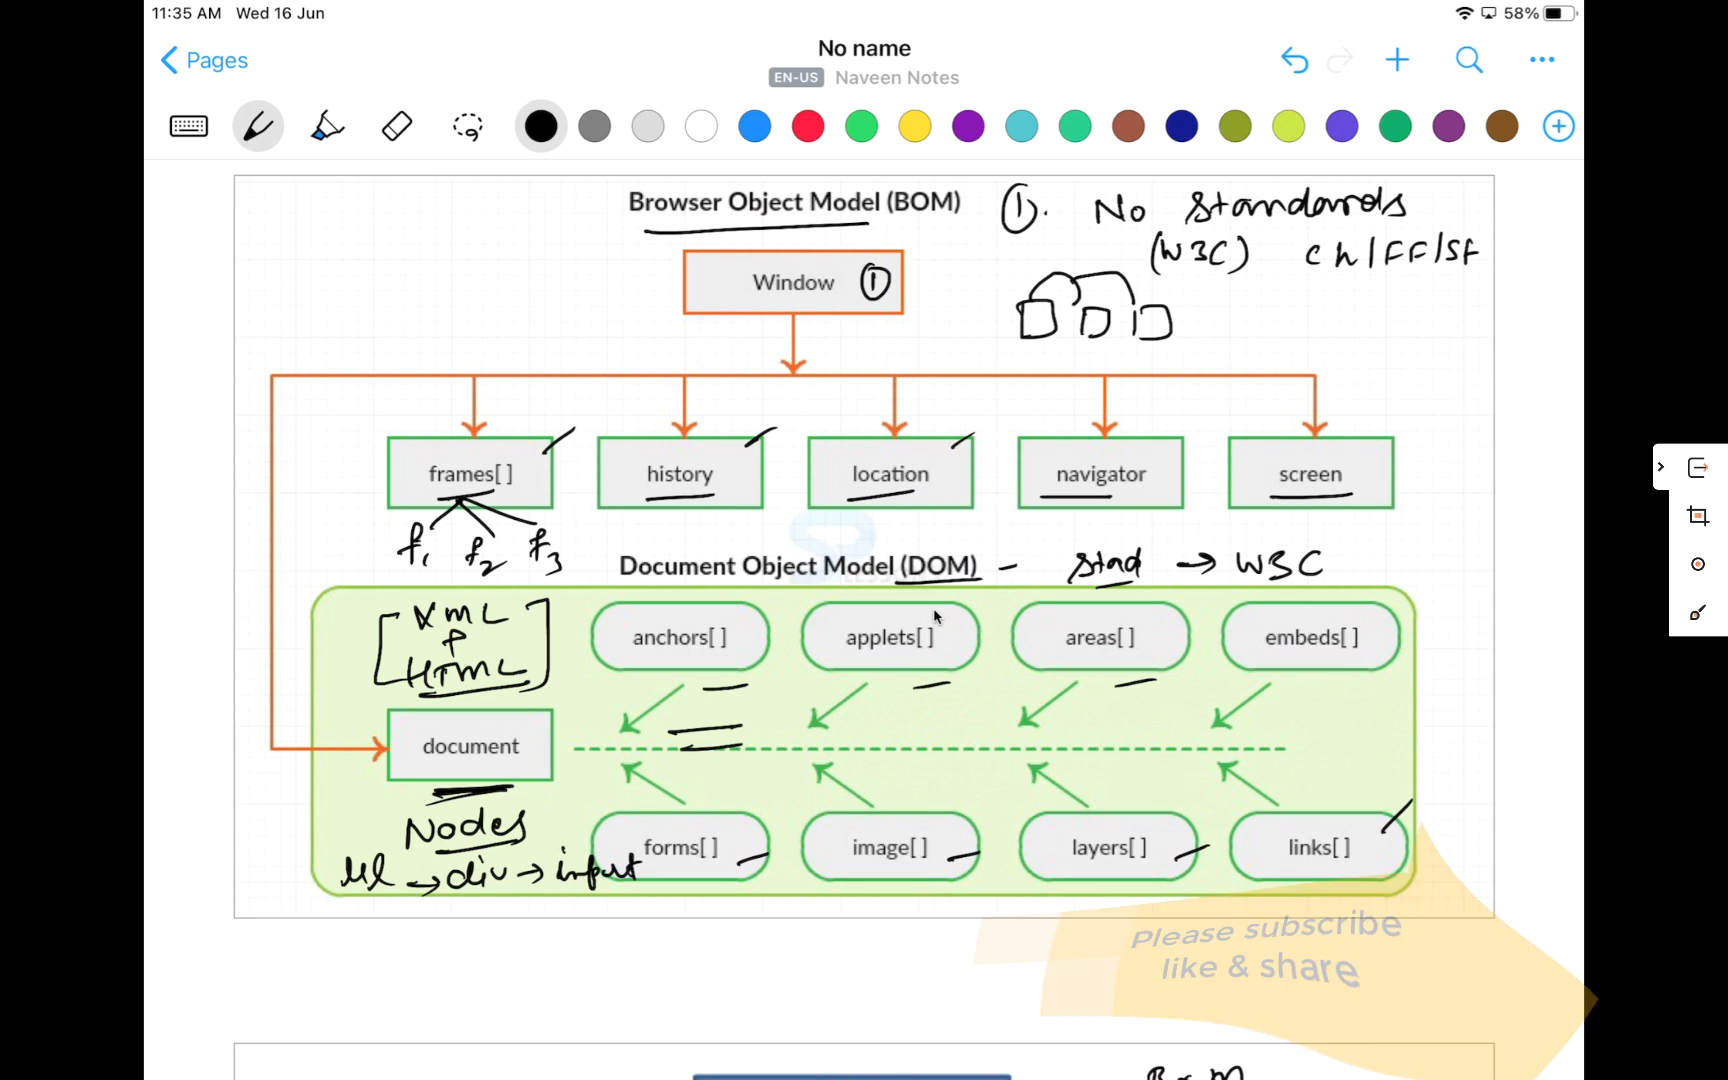 11:35 AM Wed 16 Jun 58%
Pages
No name
EN-US Naveen Notes
Browser Object Model (BOM) ①. No Standards
(W3C) Ch/FF/SF
Window ①
frames[ ] history location navigator screen
f1 f2 f3
Document Object Model (DOM) - Stad → W3C
XML
HTML
anchors[ ] applets[ ] areas[ ] embeds[ ]
document
Nodes
forms[ ] image[ ] layers[ ] links[ ]
→ div → input
Please subscribe
like & share